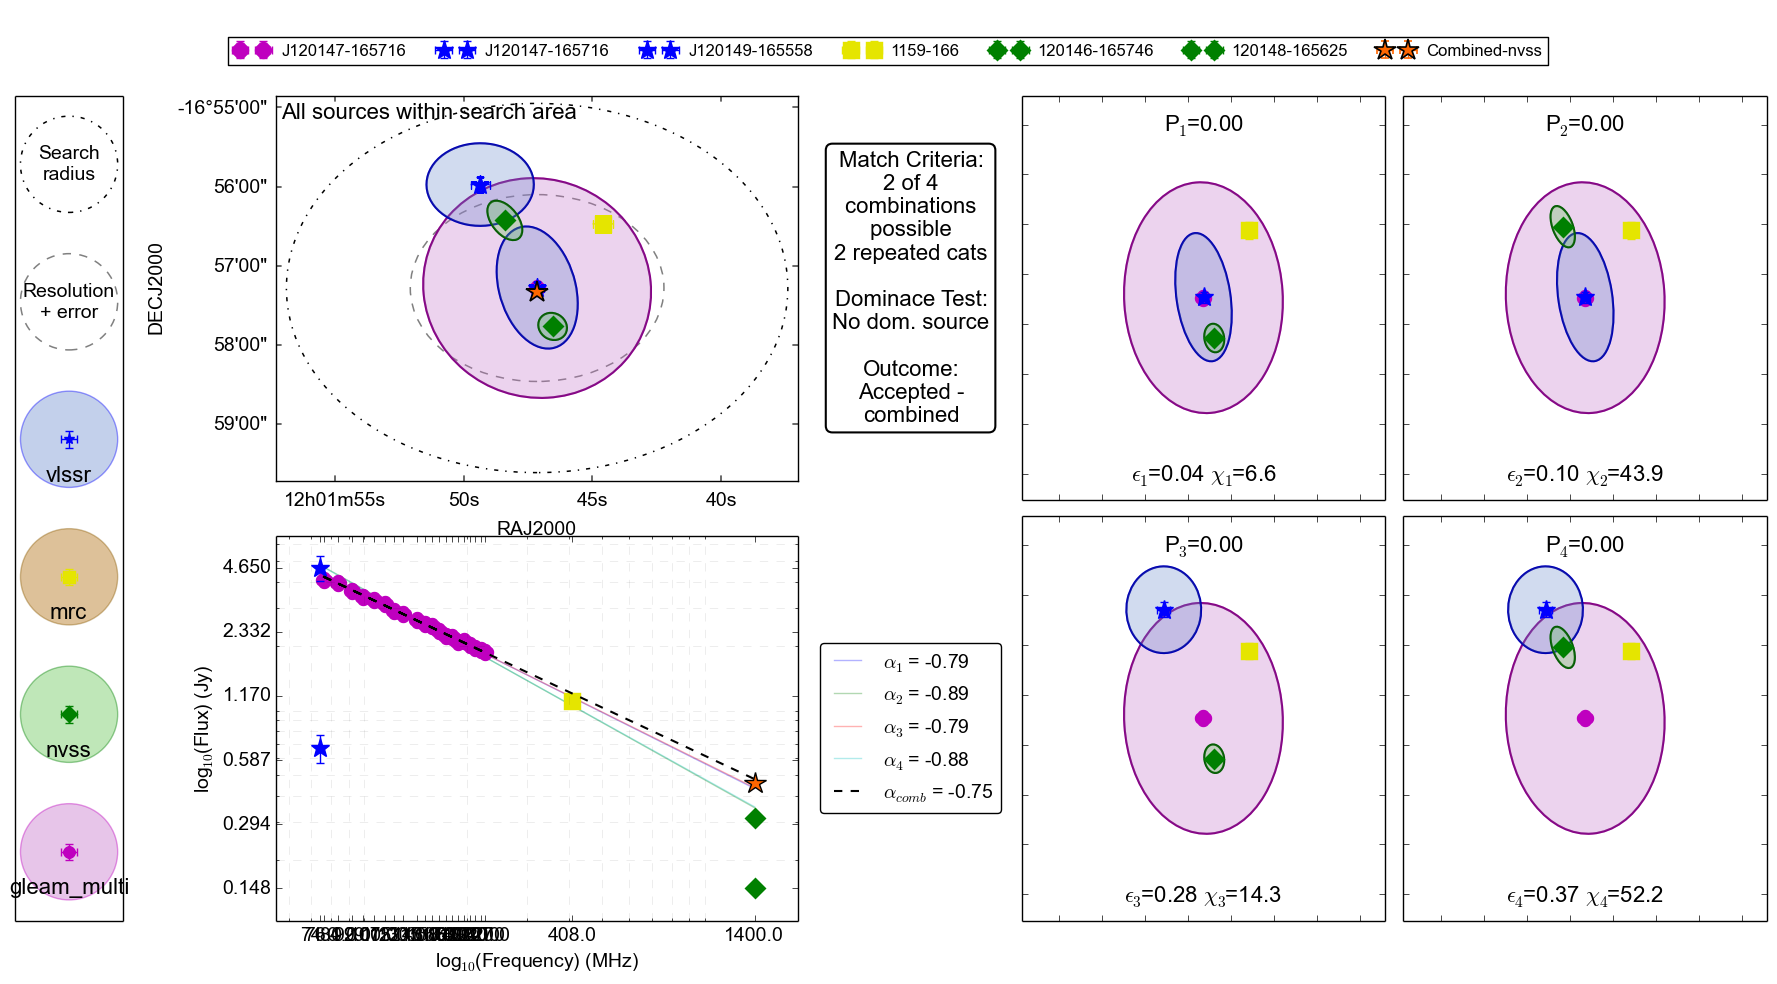 J120147-165716 J120147-165716 J120149-165558 1159-166 120146-165746 120148-165625 Combined-nvss
Search
radius
Resolution
+ error
vlssr
mrc
nvss
gleam_multi
All sources within search area
-16°55'00"
56'00"
57'00"
58'00"
59'00"
DECJ2000
12h01m55s 50s 45s 40s
RAJ2000
Match Criteria:
2 of 4
combinations
possible
2 repeated cats
Dominace Test:
No dom. source
Outcome:
Accepted -
combined
P1=0.00
ϵ1=0.04 χ1=6.6
P2=0.00
ϵ2=0.10 χ2=43.9
P3=0.00
ϵ3=0.28 χ3=14.3
P4=0.00
ϵ4=0.37 χ4=52.2
4.650
2.332
1.170
0.587
0.294
0.148
log10(Flux) (Jy)
408.0 1400.0
log10(Frequency) (MHz)
α1 = -0.79
α2 = -0.89
α3 = -0.79
α4 = -0.88
αcomb = -0.75